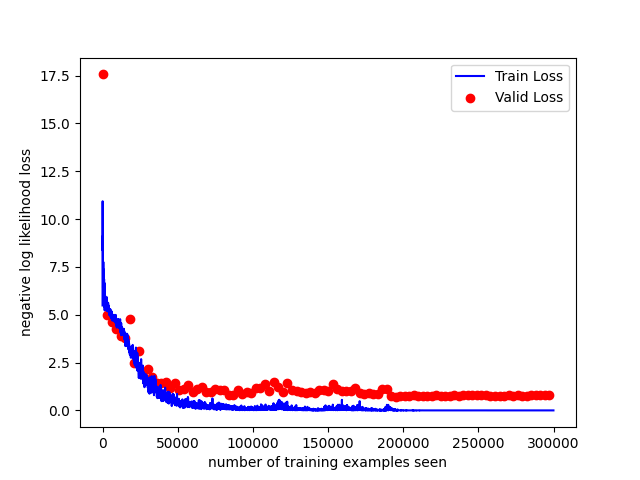 Train Loss
Valid Loss
17.5
15.0
12.5
10.0
7.5
5.0
2.5
0.0
negative log likelihood loss
0 50000 100000 150000 200000 250000 300000
number of training examples seen